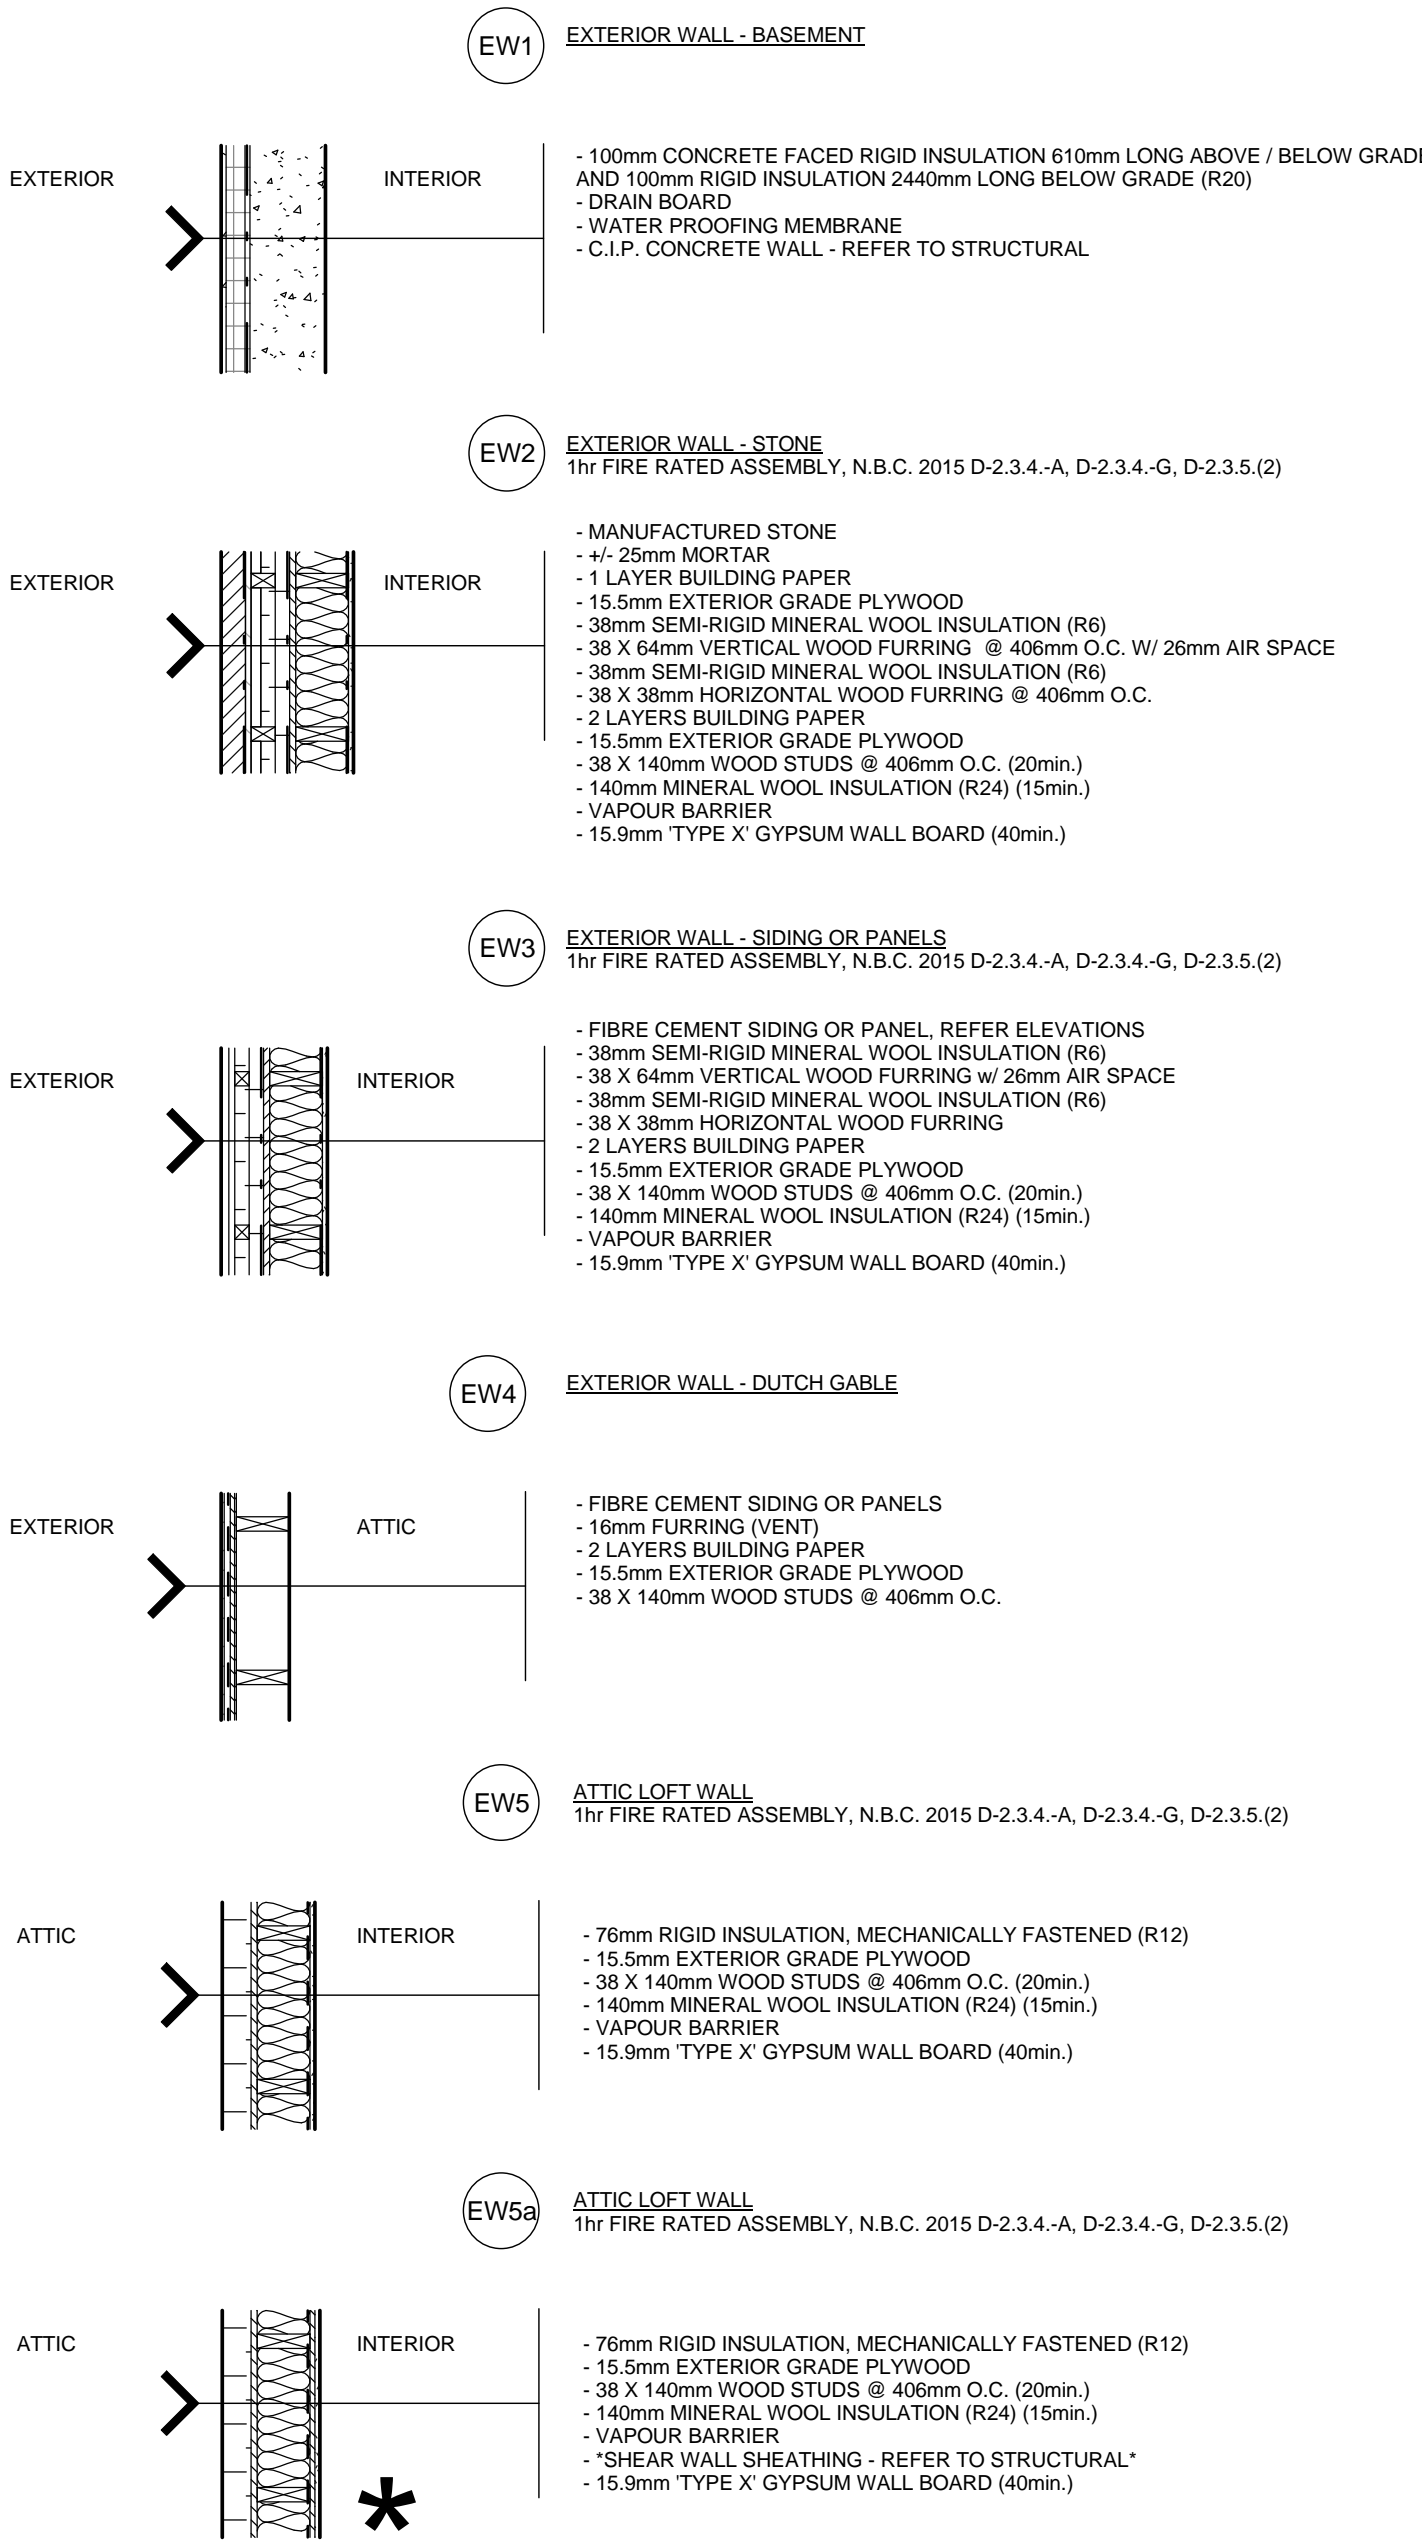 EW1
EXTERIOR WALL - BASEMENT
EXTERIOR
INTERIOR
- 100mm CONCRETE FACED RIGID INSULATION 610mm LONG ABOVE / BELOW GRADE
AND 100mm RIGID INSULATION 2440mm LONG BELOW GRADE (R20)
- DRAIN BOARD
- WATER PROOFING MEMBRANE
- C.I.P. CONCRETE WALL - REFER TO STRUCTURAL
EW2
EXTERIOR WALL - STONE
1hr FIRE RATED ASSEMBLY, N.B.C. 2015 D-2.3.4.-A, D-2.3.4.-G, D-2.3.5.(2)
EXTERIOR
INTERIOR
- MANUFACTURED STONE
- +/- 25mm MORTAR
- 1 LAYER BUILDING PAPER
- 15.5mm EXTERIOR GRADE PLYWOOD
- 38mm SEMI-RIGID MINERAL WOOL INSULATION (R6)
- 38 X 64mm VERTICAL WOOD FURRING @ 406mm O.C. W/ 26mm AIR SPACE
- 38mm SEMI-RIGID MINERAL WOOL INSULATION (R6)
- 38 X 38mm HORIZONTAL WOOD FURRING @ 406mm O.C.
- 2 LAYERS BUILDING PAPER
- 15.5mm EXTERIOR GRADE PLYWOOD
- 38 X 140mm WOOD STUDS @ 406mm O.C. (20min.)
- 140mm MINERAL WOOL INSULATION (R24) (15min.)
- VAPOUR BARRIER
- 15.9mm 'TYPE X' GYPSUM WALL BOARD (40min.)
EW3
EXTERIOR WALL - SIDING OR PANELS
1hr FIRE RATED ASSEMBLY, N.B.C. 2015 D-2.3.4.-A, D-2.3.4.-G, D-2.3.5.(2)
EXTERIOR
INTERIOR
- FIBRE CEMENT SIDING OR PANEL, REFER ELEVATIONS
- 38mm SEMI-RIGID MINERAL WOOL INSULATION (R6)
- 38 X 64mm VERTICAL WOOD FURRING w/ 26mm AIR SPACE
- 38mm SEMI-RIGID MINERAL WOOL INSULATION (R6)
- 38 X 38mm HORIZONTAL WOOD FURRING
- 2 LAYERS BUILDING PAPER
- 15.5mm EXTERIOR GRADE PLYWOOD
- 38 X 140mm WOOD STUDS @ 406mm O.C. (20min.)
- 140mm MINERAL WOOL INSULATION (R24) (15min.)
- VAPOUR BARRIER
- 15.9mm 'TYPE X' GYPSUM WALL BOARD (40min.)
EW4
EXTERIOR WALL - DUTCH GABLE
EXTERIOR
ATTIC
- FIBRE CEMENT SIDING OR PANELS
- 16mm FURRING (VENT)
- 2 LAYERS BUILDING PAPER
- 15.5mm EXTERIOR GRADE PLYWOOD
- 38 X 140mm WOOD STUDS @ 406mm O.C.
EW5
ATTIC LOFT WALL
1hr FIRE RATED ASSEMBLY, N.B.C. 2015 D-2.3.4.-A, D-2.3.4.-G, D-2.3.5.(2)
ATTIC
INTERIOR
- 76mm RIGID INSULATION, MECHANICALLY FASTENED (R12)
- 15.5mm EXTERIOR GRADE PLYWOOD
- 38 X 140mm WOOD STUDS @ 406mm O.C. (20min.)
- 140mm MINERAL WOOL INSULATION (R24) (15min.)
- VAPOUR BARRIER
- 15.9mm 'TYPE X' GYPSUM WALL BOARD (40min.)
EW5a
ATTIC LOFT WALL
1hr FIRE RATED ASSEMBLY, N.B.C. 2015 D-2.3.4.-A, D-2.3.4.-G, D-2.3.5.(2)
ATTIC
INTERIOR
- 76mm RIGID INSULATION, MECHANICALLY FASTENED (R12)
- 15.5mm EXTERIOR GRADE PLYWOOD
- 38 X 140mm WOOD STUDS @ 406mm O.C. (20min.)
- 140mm MINERAL WOOL INSULATION (R24) (15min.)
- VAPOUR BARRIER
- *SHEAR WALL SHEATHING - REFER TO STRUCTURAL*
- 15.9mm 'TYPE X' GYPSUM WALL BOARD (40min.)
*